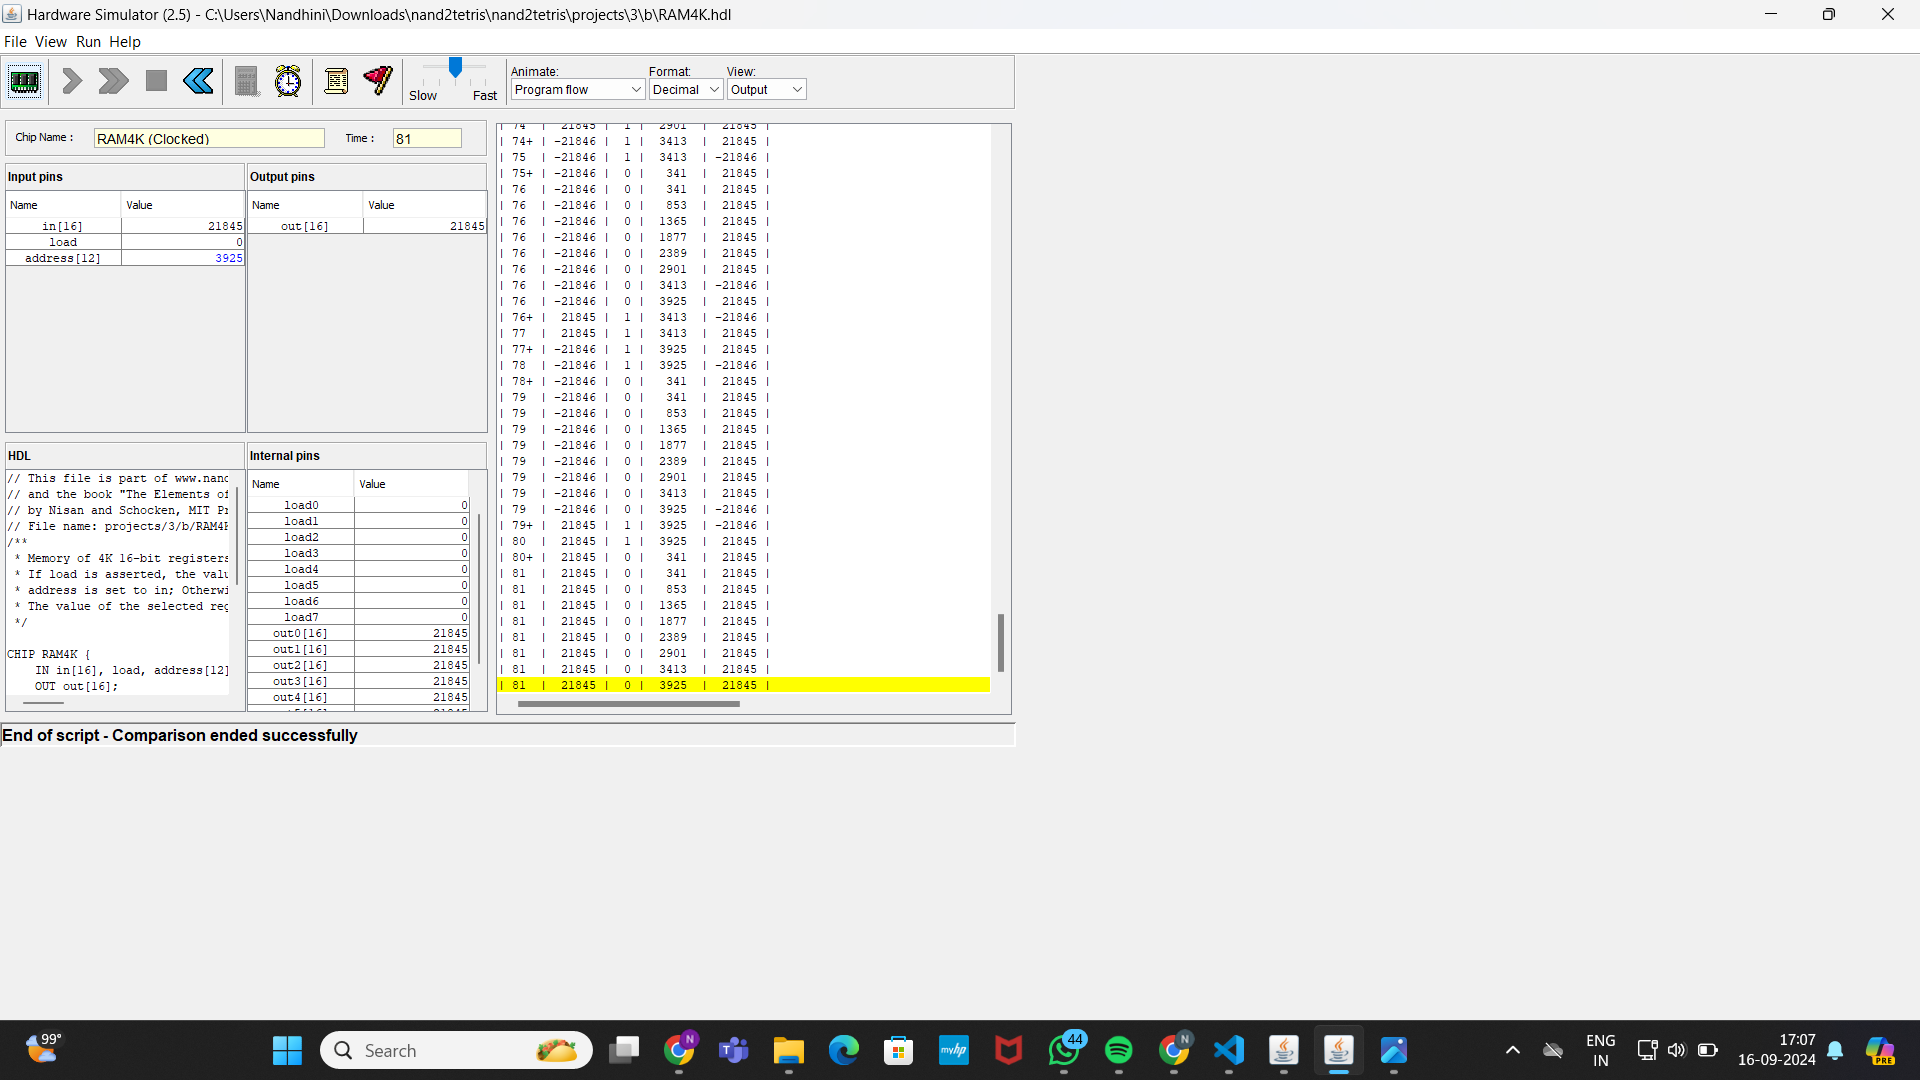 Hardware Simulator (2.5) - C:\Users\Nandhini\Downloads\nand2tetris\nand2tetris\projects\3\b\RAM4K.hdl
File View Run Help
Animate: Format: View:
Slow Fast Program flow Decimal Output
Chip Name : RAM4K (Clocked) Time : 81
Input pins
Name Value
in[16] 21845
load 0
address[12] 3925
Output pins
Name Value
out[16] 21845
HDL
// This file is part of www.nanc
// and the book "The Elements of
// by Nisan and Schocken, MIT Pr
// File name: projects/3/b/RAM4K
/**
* Memory of 4K 16-bit registers
* If load is asserted, the valu
* address is set to in; Otherwi
* The value of the selected reg
*/
CHIP RAM4K {
IN in[16], load, address[12]
OUT out[16];
Internal pins
Name Value
load0 0
load1 0
load2 0
load3 0
load4 0
load5 0
load6 0
load7 0
out0[16] 21845
out1[16] 21845
out2[16] 21845
out3[16] 21845
out4[16] 21845
| 74 | 21845 | 1 | 2901 | 21845 |
| 74+ | -21846 | 1 | 3413 | 21845 |
| 75 | -21846 | 1 | 3413 | -21846 |
| 75+ | -21846 | 0 | 341 | 21845 |
| 76 | -21846 | 0 | 341 | 21845 |
| 76 | -21846 | 0 | 853 | 21845 |
| 76 | -21846 | 0 | 1365 | 21845 |
| 76 | -21846 | 0 | 1877 | 21845 |
| 76 | -21846 | 0 | 2389 | 21845 |
| 76 | -21846 | 0 | 2901 | 21845 |
| 76 | -21846 | 0 | 3413 | -21846 |
| 76 | -21846 | 0 | 3925 | 21845 |
| 76+ | 21845 | 1 | 3413 | -21846 |
| 77 | 21845 | 1 | 3413 | 21845 |
| 77+ | -21846 | 1 | 3925 | 21845 |
| 78 | -21846 | 1 | 3925 | -21846 |
| 78+ | -21846 | 0 | 341 | 21845 |
| 79 | -21846 | 0 | 341 | 21845 |
| 79 | -21846 | 0 | 853 | 21845 |
| 79 | -21846 | 0 | 1365 | 21845 |
| 79 | -21846 | 0 | 1877 | 21845 |
| 79 | -21846 | 0 | 2389 | 21845 |
| 79 | -21846 | 0 | 2901 | 21845 |
| 79 | -21846 | 0 | 3413 | 21845 |
| 79 | -21846 | 0 | 3925 | -21846 |
| 79+ | 21845 | 1 | 3925 | -21846 |
| 80 | 21845 | 1 | 3925 | 21845 |
| 80+ | 21845 | 0 | 341 | 21845 |
| 81 | 21845 | 0 | 341 | 21845 |
| 81 | 21845 | 0 | 853 | 21845 |
| 81 | 21845 | 0 | 1365 | 21845 |
| 81 | 21845 | 0 | 1877 | 21845 |
| 81 | 21845 | 0 | 2389 | 21845 |
| 81 | 21845 | 0 | 2901 | 21845 |
| 81 | 21845 | 0 | 3413 | 21845 |
| 81 | 21845 | 0 | 3925 | 21845 |
End of script - Comparison ended successfully
99°
Search
N
myhp
44
N
PRE
ENG
IN
17:07
16-09-2024